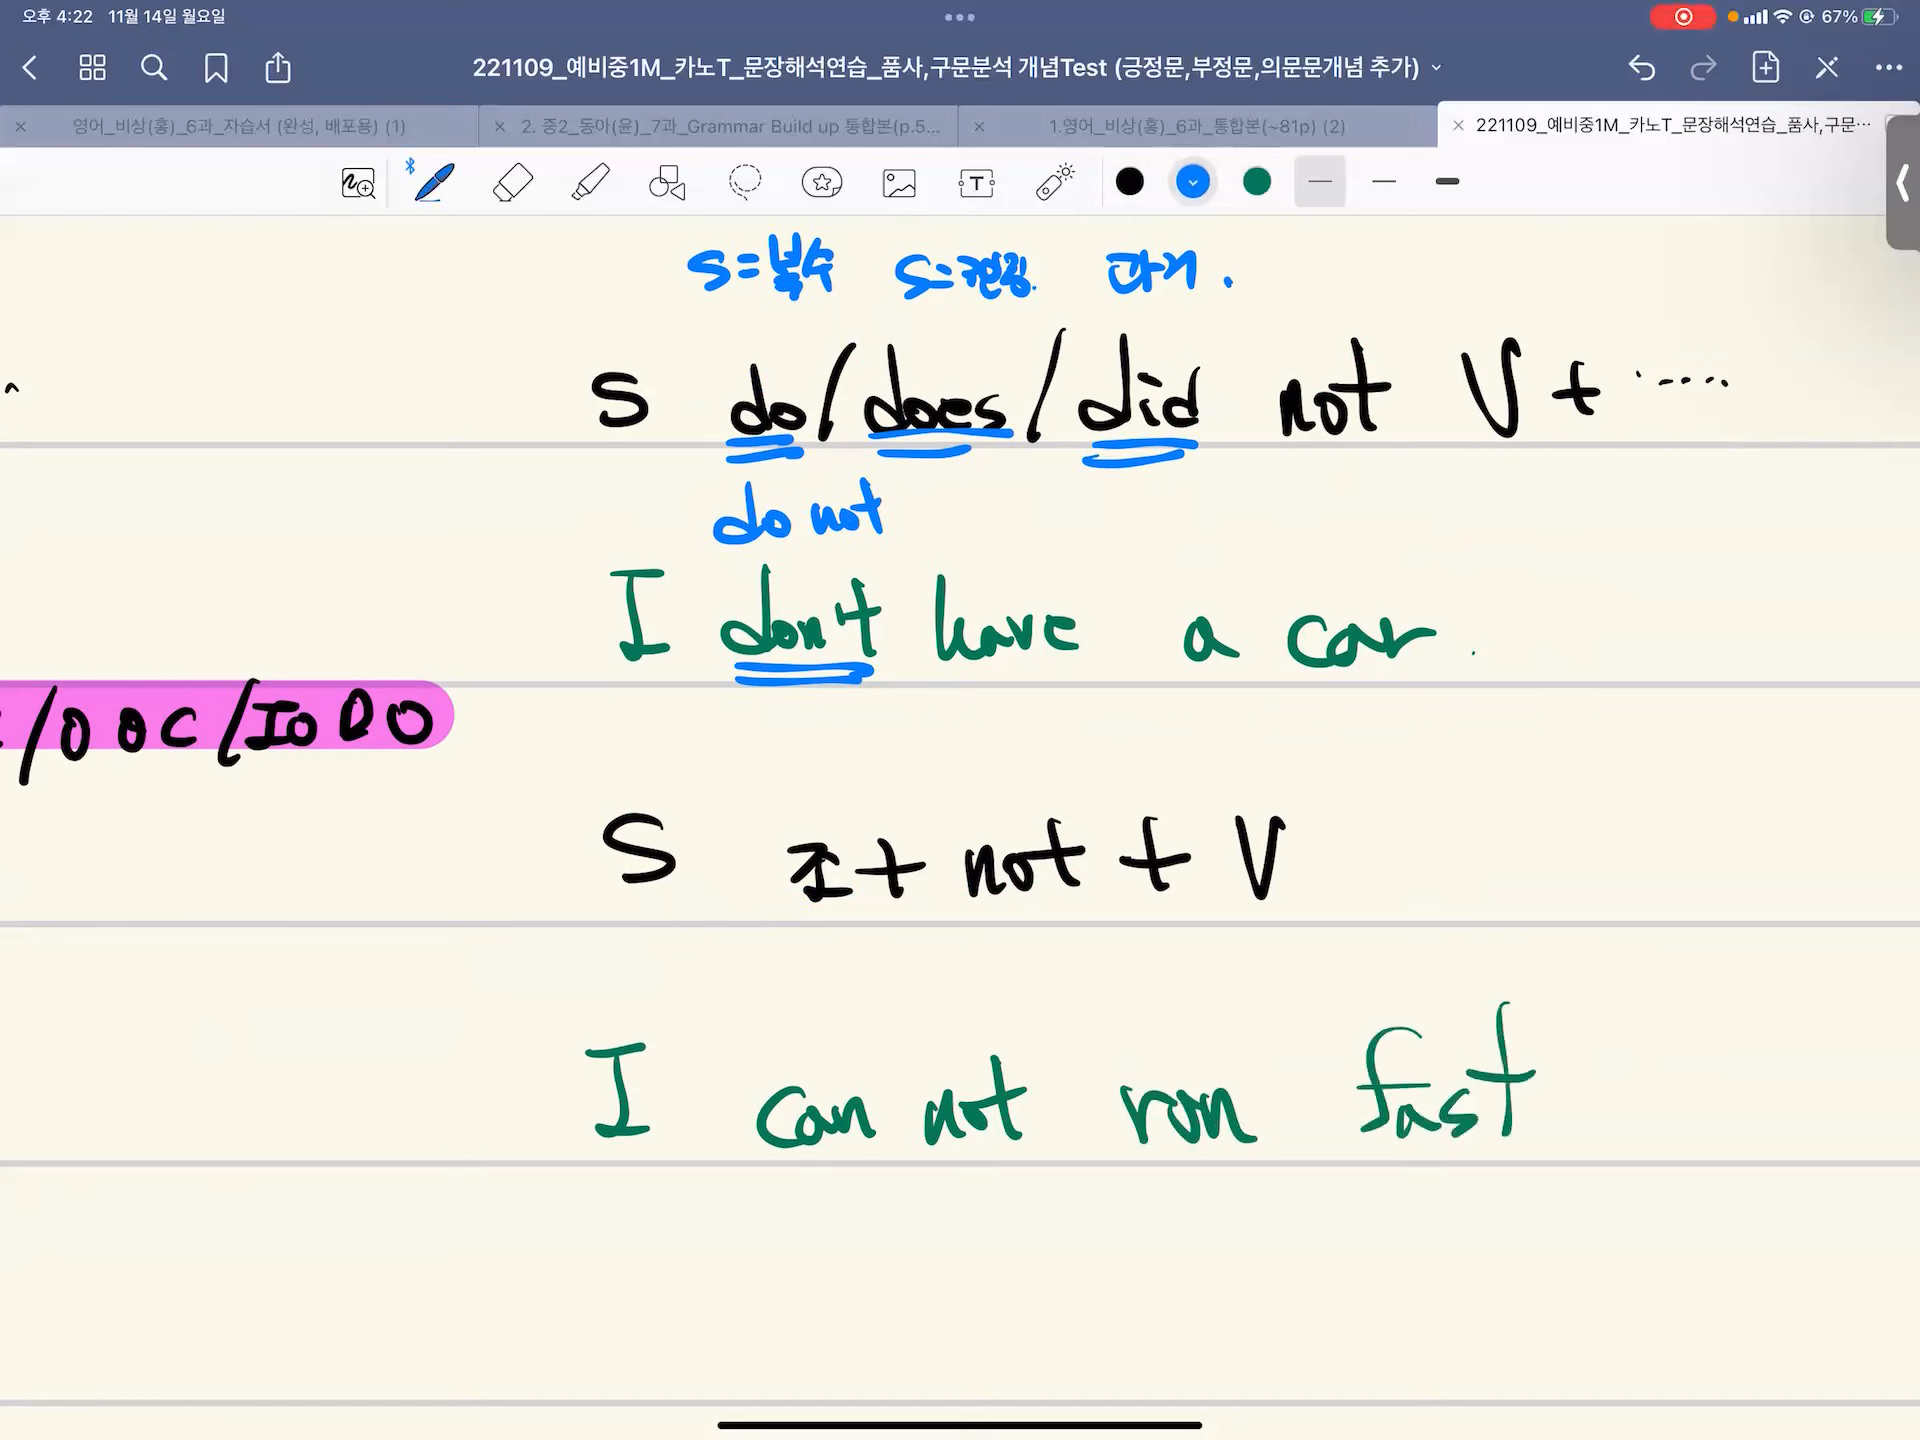 오후 4:22 11월 14일 월요일
67%
221109_예비중1M_카노T_문장해석연습_품사,구문분석 개념Test (긍정문,부정문,의문문개념 추가)
영어_비상(홍)_6과_자습서 (완성, 배포용) (1)
2. 중2_동아(윤)_7과_Grammar Build up 통합본(p.5...
1.영어_비상(홍)_6과_통합본(~81p) (2)
221109_예비중1M_카노T_문장해석연습_품사,구문…
S=복수 S= 과거.
S do/does/did not V + .....
do not
I don't have a car.
/O OC/IO DO
S 조+ not + V
I can not run fast